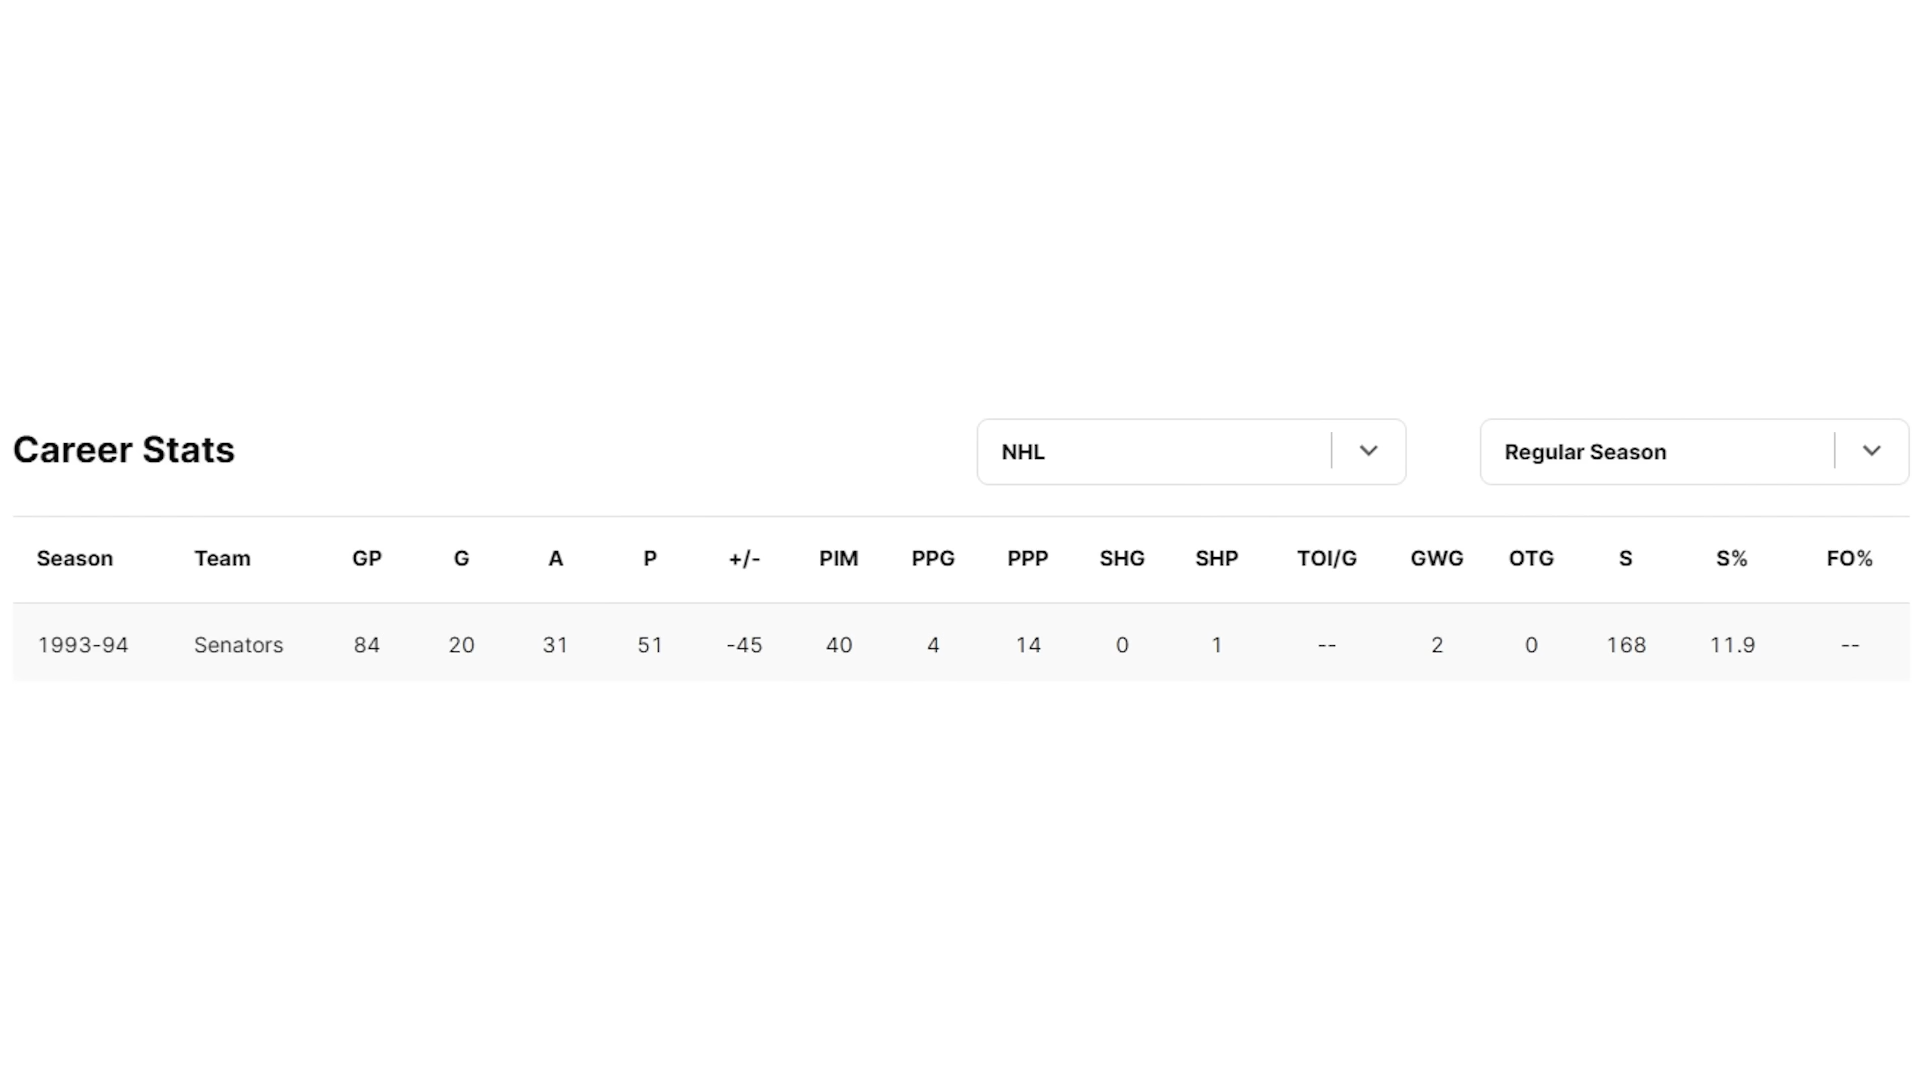 Career Stats NHL Regular Season
Season Team GP G A P +/- PIM PPG PPP SHG SHP TOI/G GWG OTG S S% FO%
1993-94 Senators 84 20 31 51 -45 40 4 14 0 1 -- 2 0 168 11.9 --